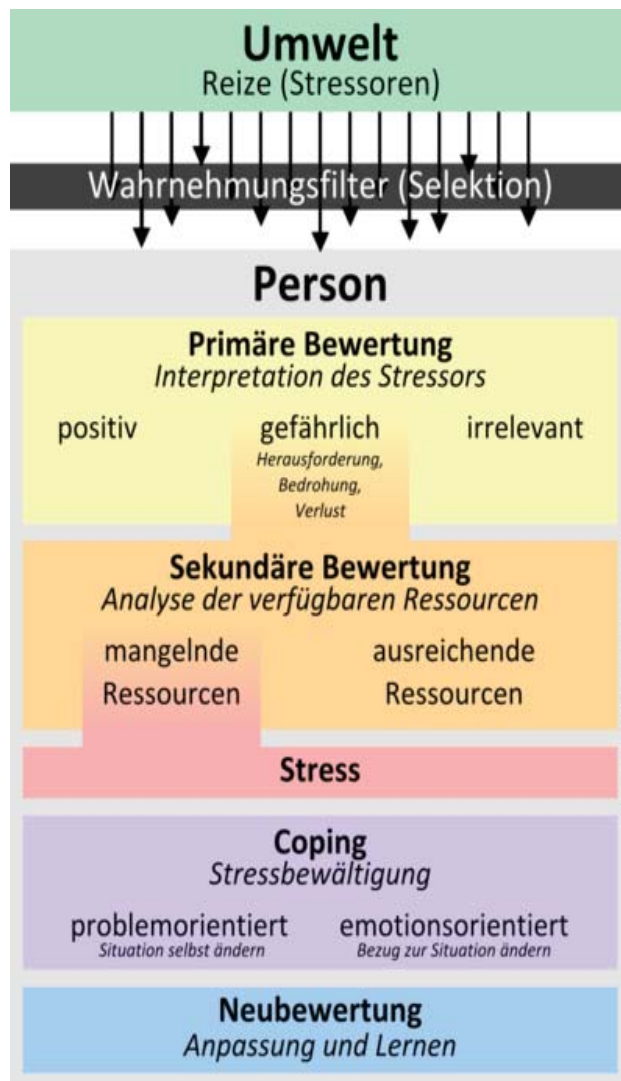 Umwelt
Reize (Stressoren)
Wahrnehmungsfilter (Selektion)
Person
Primäre Bewertung
Interpretation des Stressors
positiv gefährlich irrelevant
Herausforderung,
Bedrohung,
Verlust
Sekundäre Bewertung
Analyse der verfügbaren Ressourcen
mangelnde ausreichende
Ressourcen Ressourcen
Stress
Coping
Stressbewältigung
problemorientiert emotionsorientiert
Situation selbst ändern Bezug zur Situation ändern
Neubewertung
Anpassung und Lernen